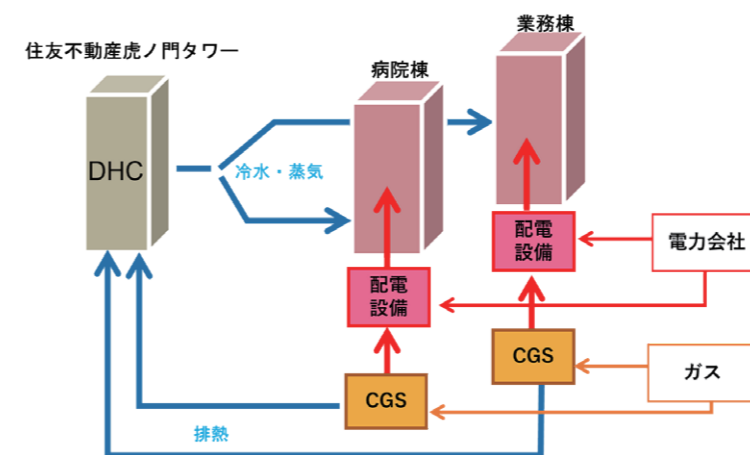 業務棟
住友不動産虎ノ門タワー
病院棟
DHC
冷水・蒸気
配電
設備
電力会社
配電
設備
CGS
ガス
CGS
排熱